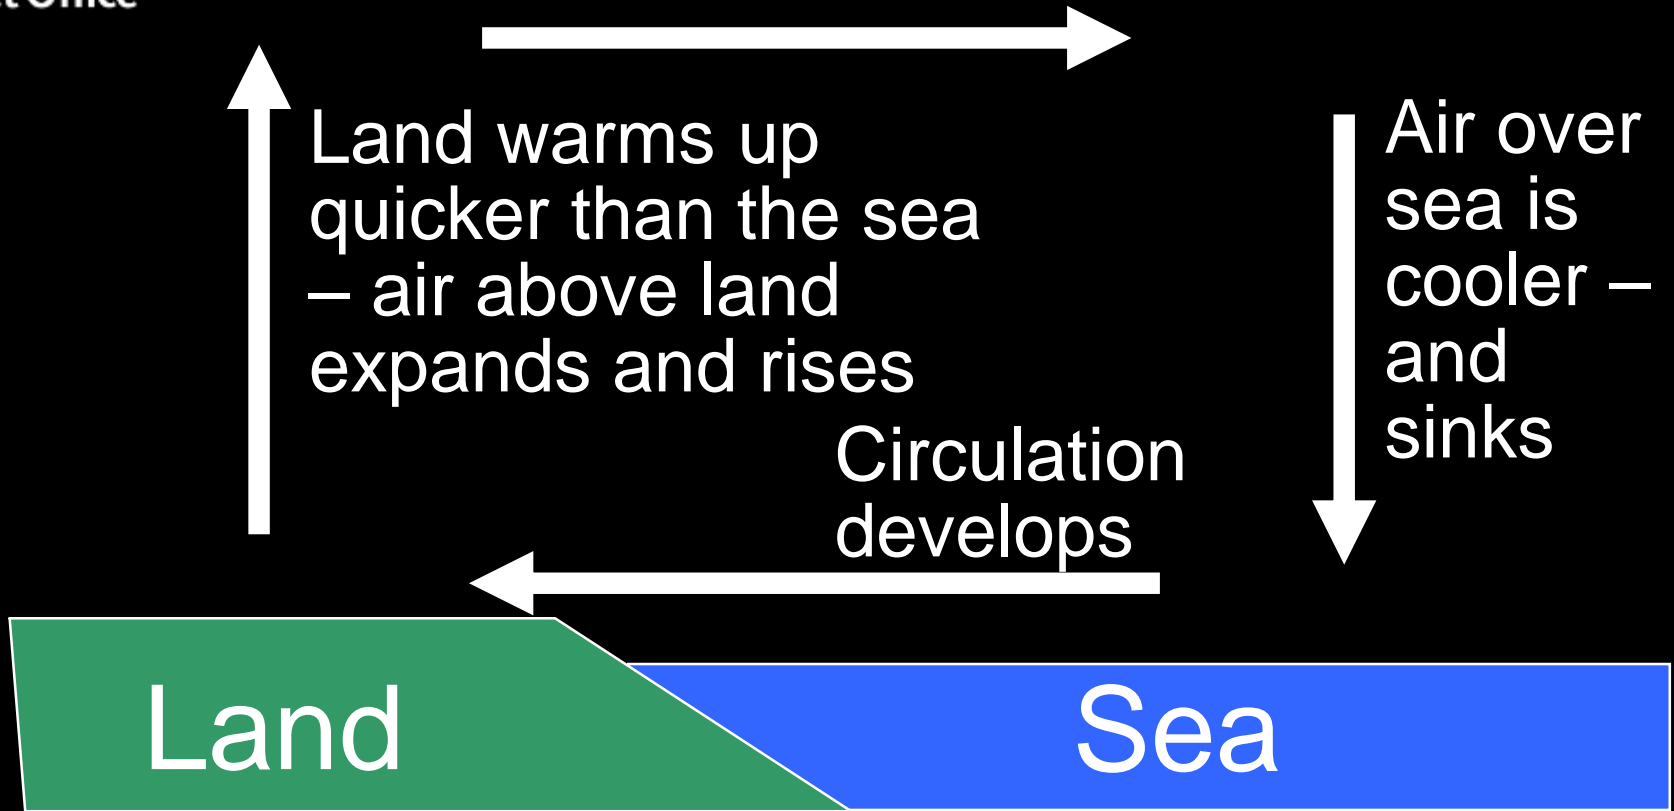 Office
Land warms up
quicker than the sea
– air above land
expands and rises
Air over
sea is
cooler –
and
sinks
Circulation
develops
Land
Sea